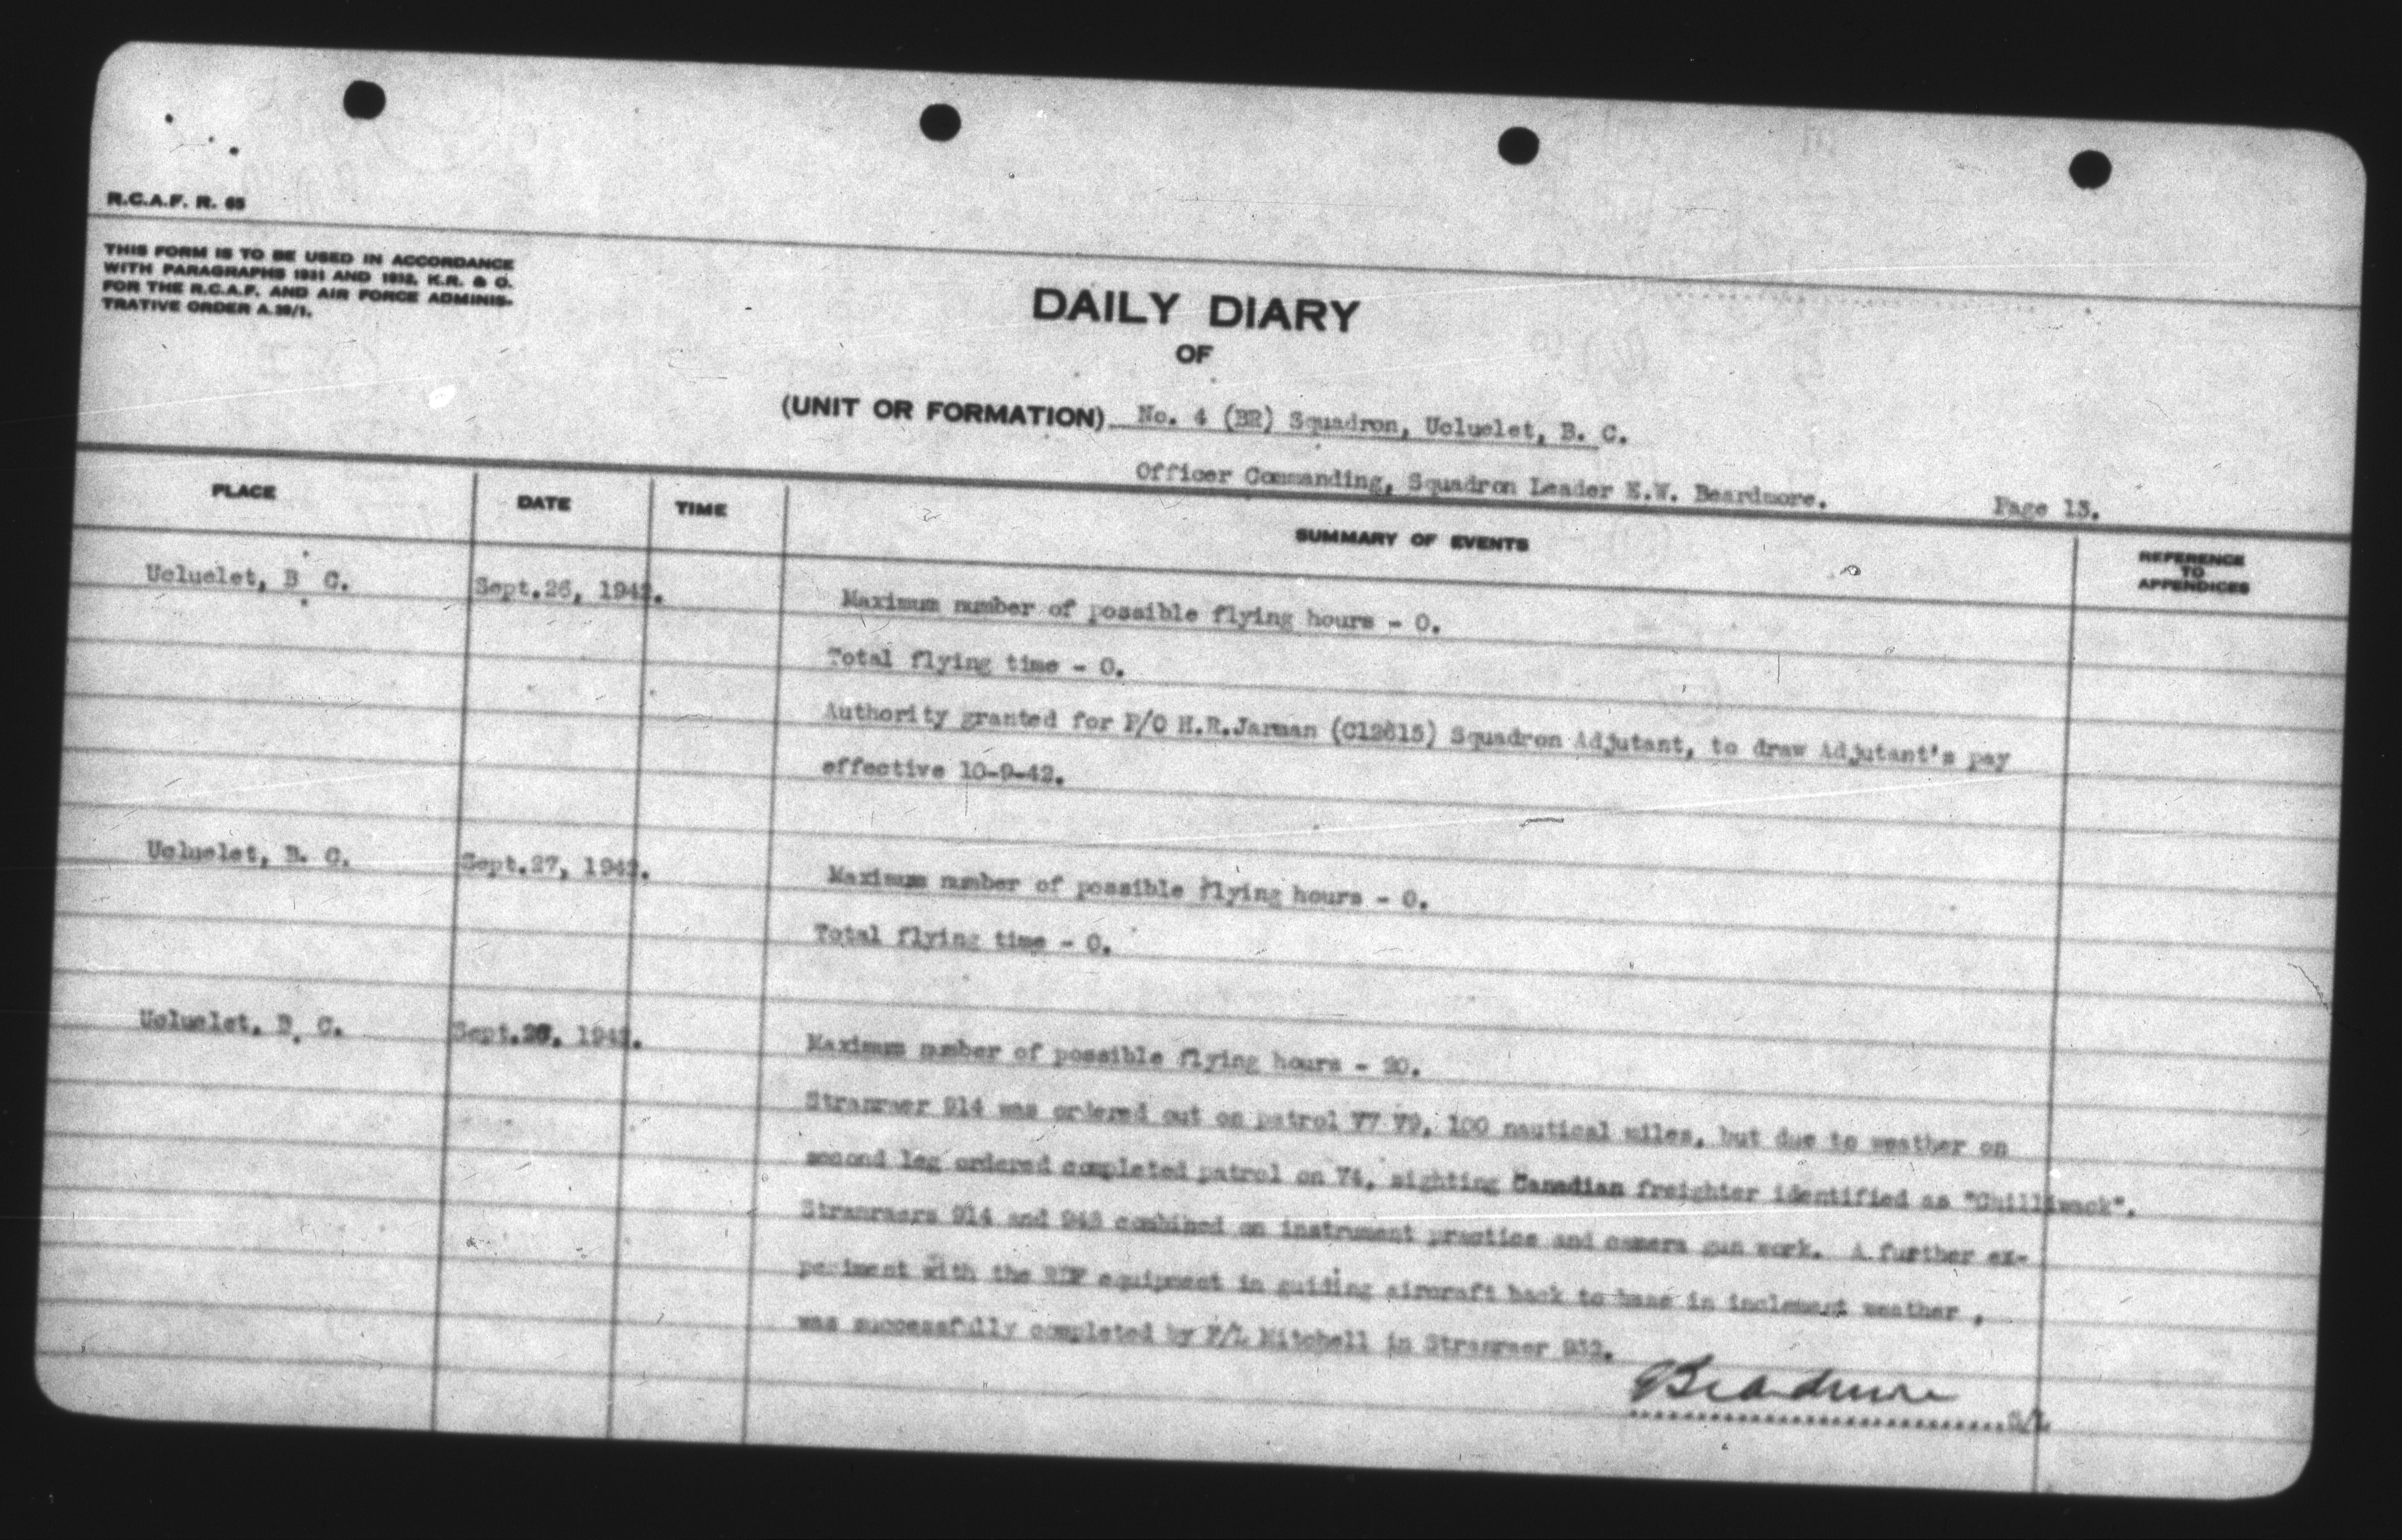 R.C.A.F. R. 65
THIS FORM IS TO BE USED IN ACCORDANCE
WITH PARAGRAPHS 1931 AND 1932, K.R. & O.
FOR THE R.C.A.F. AND AIR FORCE ADMINIS-
TRATIVE ORDER A.38/1.
DAILY DIARY
OF
(UNIT OR FORMATION) No. 4 (BR) Squadron, Ucluelet, B. C.
Officer Commanding, Squadron Leader E.W. Beardmore. Page 13.
PLACE DATE TIME SUMMARY OF EVENTS REFERENCE TO APPENDICES
Ucluelet, B. C. Sept.26, 1942. Maximum number of possible flying hours - 0.
Total flying time - 0.
Authority granted for F/O H.R.Jarman (C12615) Squadron Adjutant, to draw Adjutant's pay
effective 10-9-42.
Ucluelet, B. C. Sept.27, 1942. Maximum number of possible flying hours - 0.
Total flying time - 0.
Ucluelet, B. C. Sept.28, 1942. Maximum number of possible flying hours - 20.
Stranraer 914 was ordered out on patrol V7 V9, 100 nautical miles, but due to weather on
second leg ordered completed patrol on V4, sighting Canadian freighter identified as "Chilliwack".
Stranraers 914 and 948 combined on instrument practice and camera gun work. A further ex-
periment with the RDF equipment in guiding aircraft back to base in inclement weather ,
was successfully completed by F/L Mitchell in Stranraer 932.
Beardmore
S/L